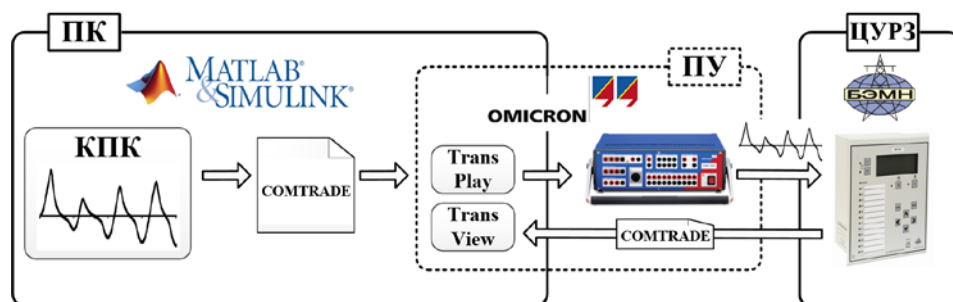 ПК
MATLAB®
&SIMULINK®
КПК
COMTRADE
ПУ
OMICRON
Trans
Play
Trans
View
COMTRADE
ЦУРЗ
БЭМН